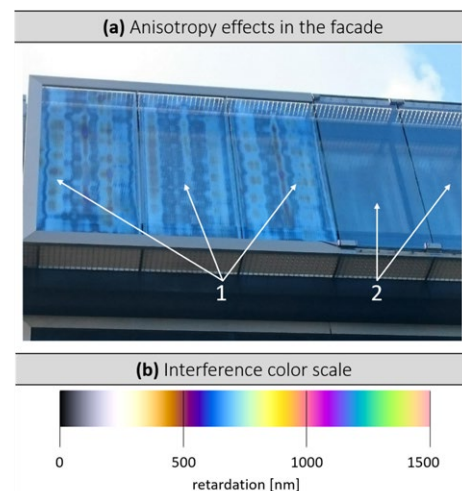 (a) Anisotropy effects in the facade
1
2
(b) Interference color scale
0
500
1000
1500
retardation [nm]